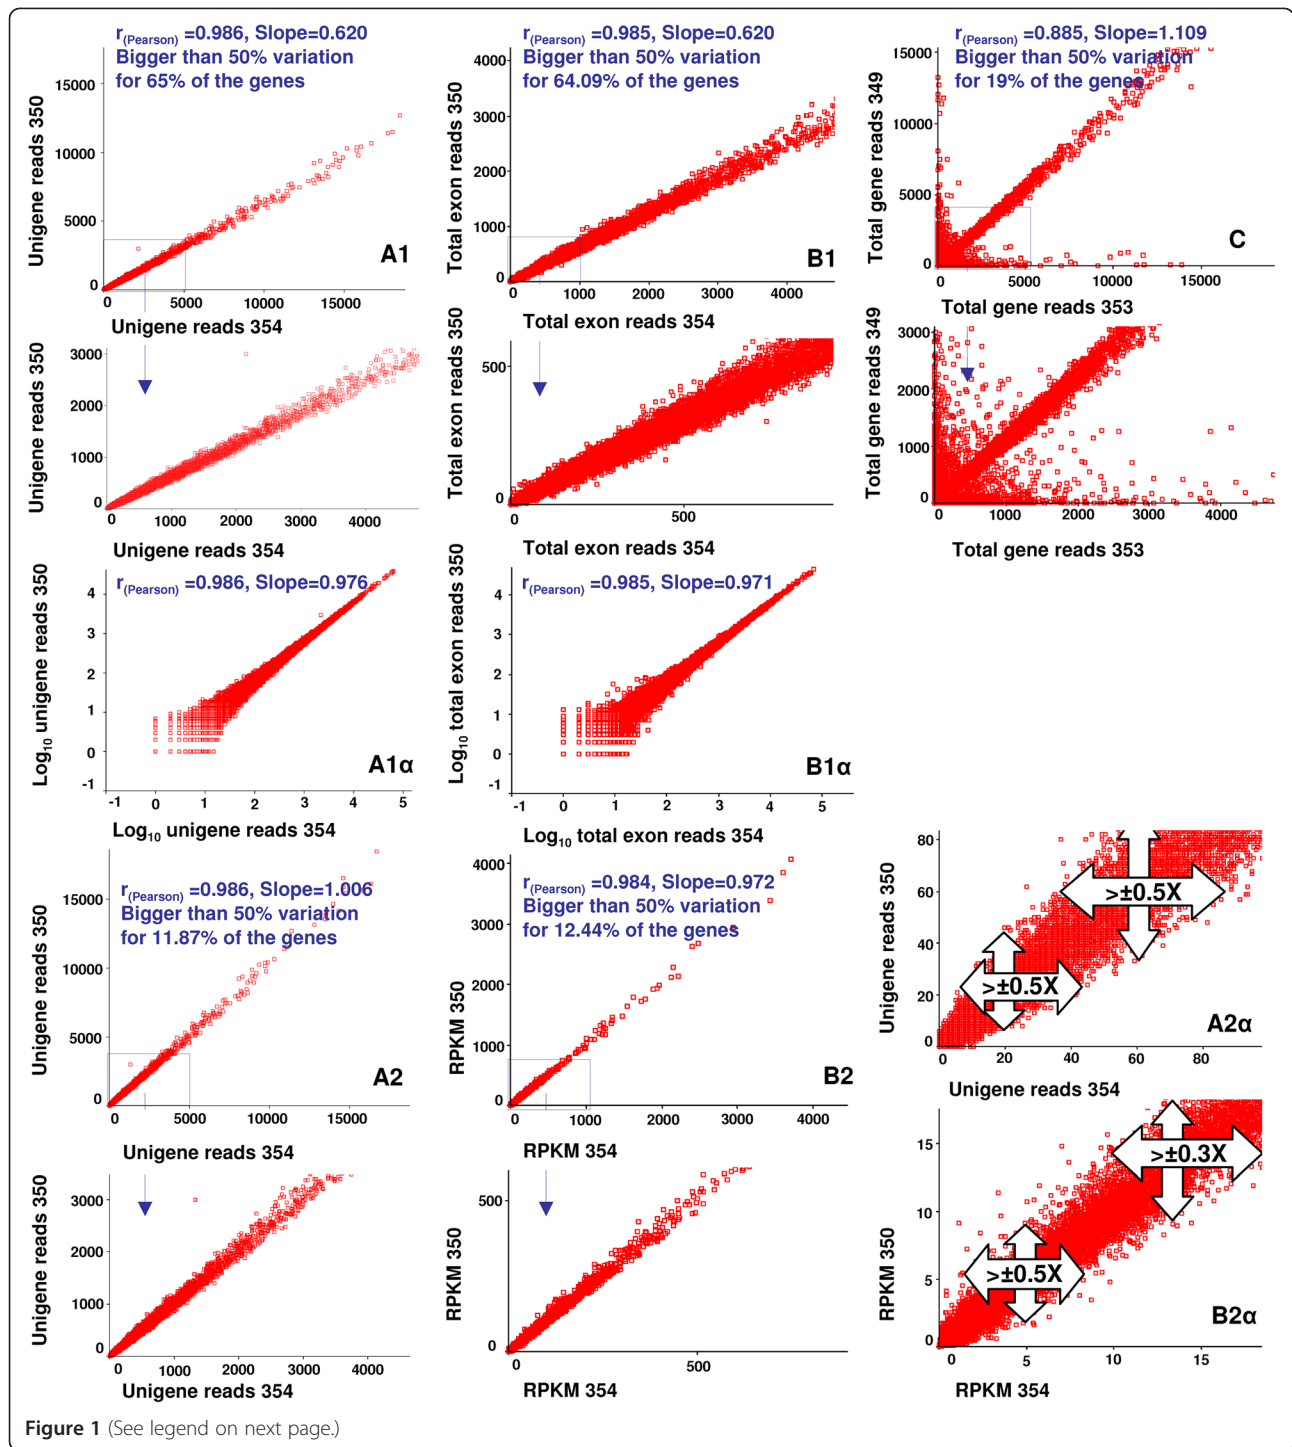 r(Pearson) =0.986, Slope=0.620
Bigger than 50% variation
for 65% of the genes
Unigene reads 350
15000
10000
5000
0
A1
0 5000 10000 15000
Unigene reads 354
r(Pearson) =0.985, Slope=0.620
Bigger than 50% variation
for 64.09% of the genes
Total exon reads 350
4000
3000
2000
1000
0
B1
0 1000 2000 3000 4000
Total exon reads 354
r(Pearson) =0.885, Slope=1.109
Bigger than 50% variation
for 19% of the genes
Total gene reads 349
15000
10000
5000
0
C
0 5000 10000 15000
Total gene reads 353
Unigene reads 350
3000
2000
1000
0
0 1000 2000 3000 4000
Unigene reads 354
Total exon reads 350
500
0
0 500
Total exon reads 354
Total gene reads 349
3000
2000
1000
0
0 1000 2000 3000 4000
Total gene reads 353
r(Pearson) =0.986, Slope=0.976
Log10 unigene reads 350
4
3
2
1
0
-1
A1α
-1 0 1 2 3 4 5
Log10 unigene reads 354
r(Pearson) =0.985, Slope=0.971
Log10 total exon reads 350
4
3
2
1
0
-1
B1α
-1 0 1 2 3 4 5
Log10 total exon reads 354
r(Pearson) =0.986, Slope=1.006
Bigger than 50% variation
for 11.87% of the genes
Unigene reads 350
15000
10000
5000
0
A2
0 5000 10000 15000
Unigene reads 354
r(Pearson) =0.984, Slope=0.972
Bigger than 50% variation
for 12.44% of the genes
RPKM 350
4000
3000
2000
1000
0
B2
0 1000 2000 3000 4000
RPKM 354
Unigene reads 350
80
60
40
20
0
>±0.5X
>±0.5X
A2α
0 20 40 60 80
Unigene reads 354
Unigene reads 350
3000
2000
1000
0
0 1000 2000 3000 4000
Unigene reads 354
RPKM 350
500
0
0 500
RPKM 354
RPKM 350
15
10
5
0
>±0.3X
>±0.5X
B2α
0 5 10 15
RPKM 354
Figure 1 (See legend on next page.)